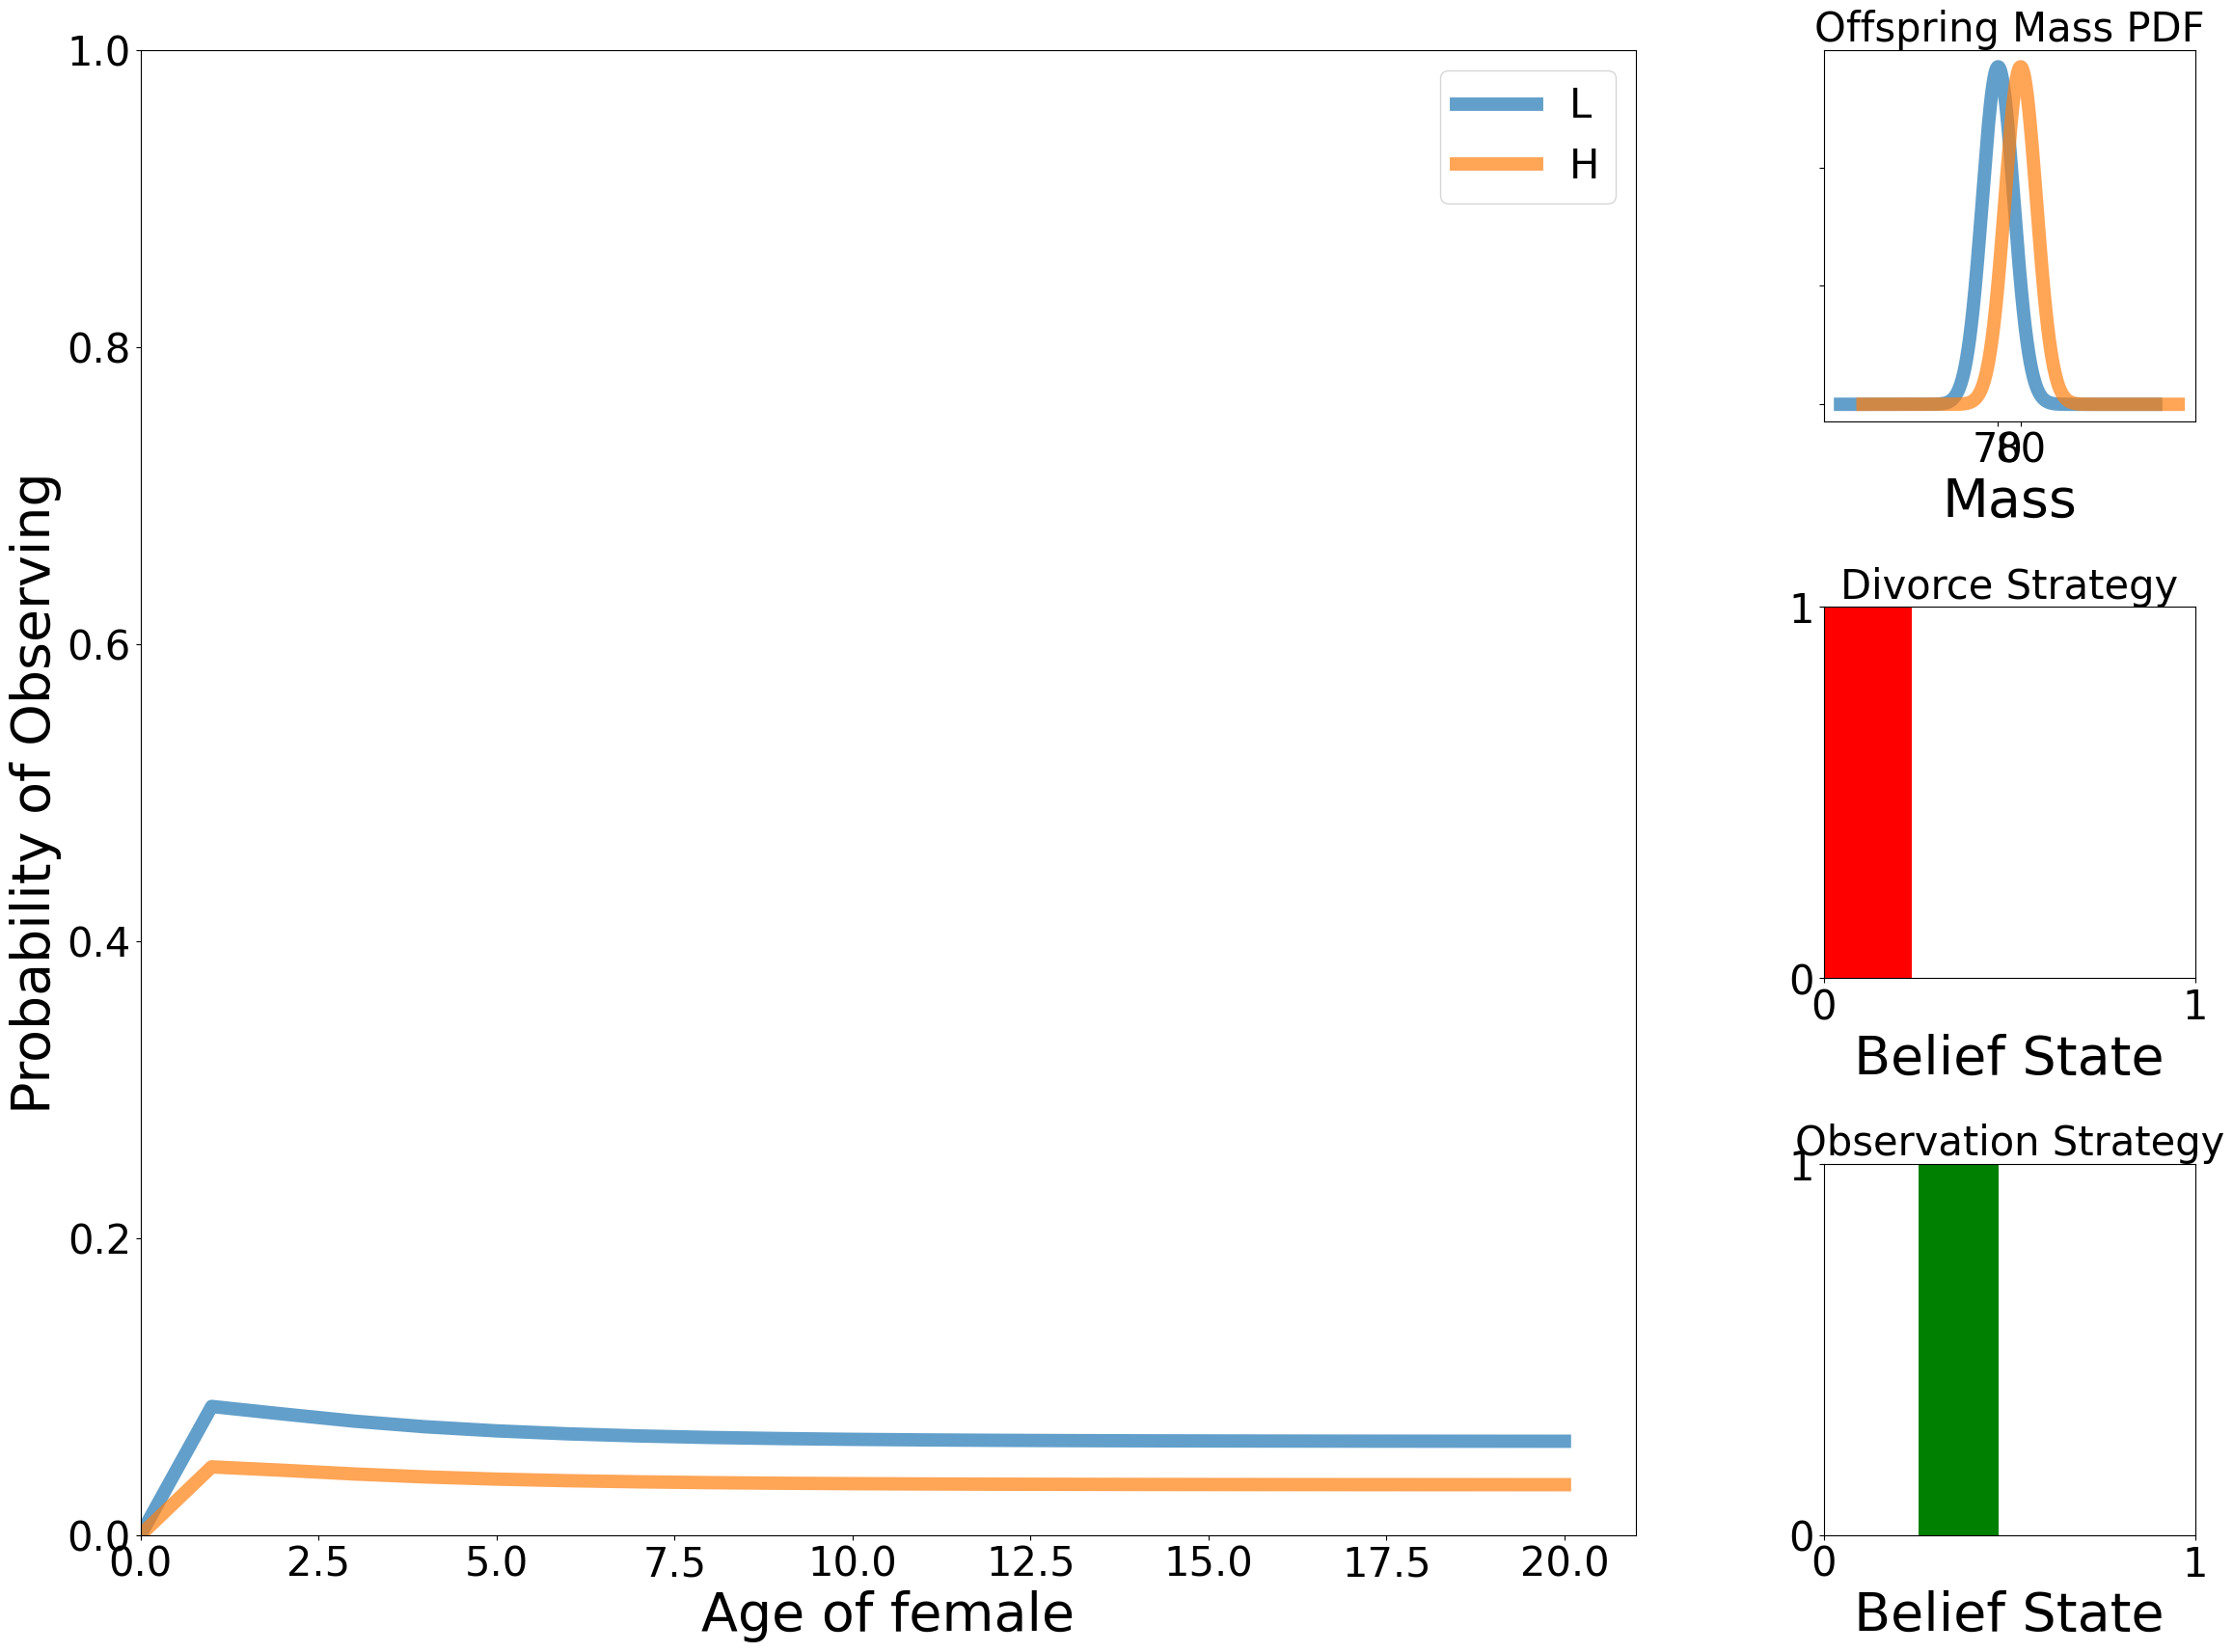 Probability of Observing
1.0
0.8
0.6
0.4
0.2
0.0
0.0 2.5 5.0 7.5 10.0 12.5 15.0 17.5 20.0
Age of female
L
H
Offspring Mass PDF
70 80
Mass
Divorce Strategy
1
0
0 1
Belief State
Observation Strategy
1
0
0 1
Belief State